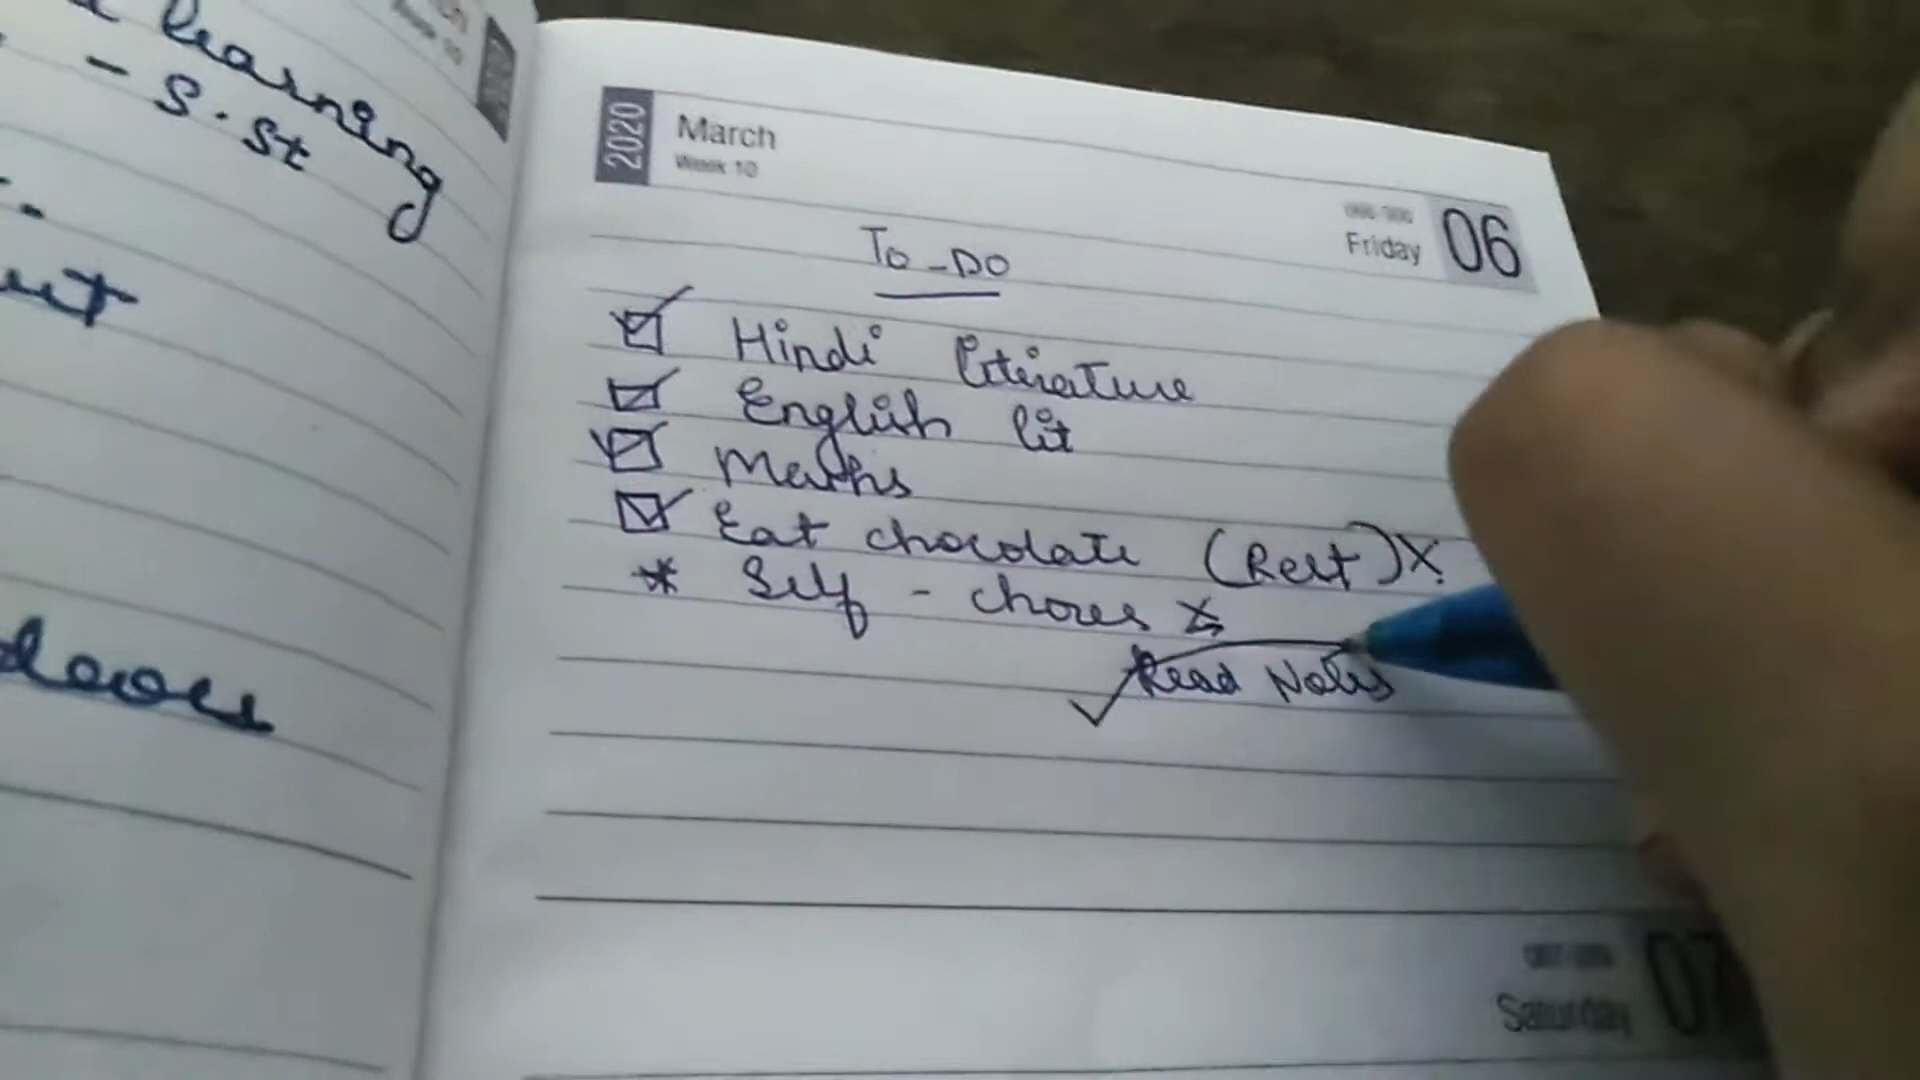 learning
- S.St
2020
March
Week 10
Friday 06
To-Do
Hindi literature
English lit
Maths
Eat chocolate (Rest) X
* Self - chores X
Read Notes
Saturday 07